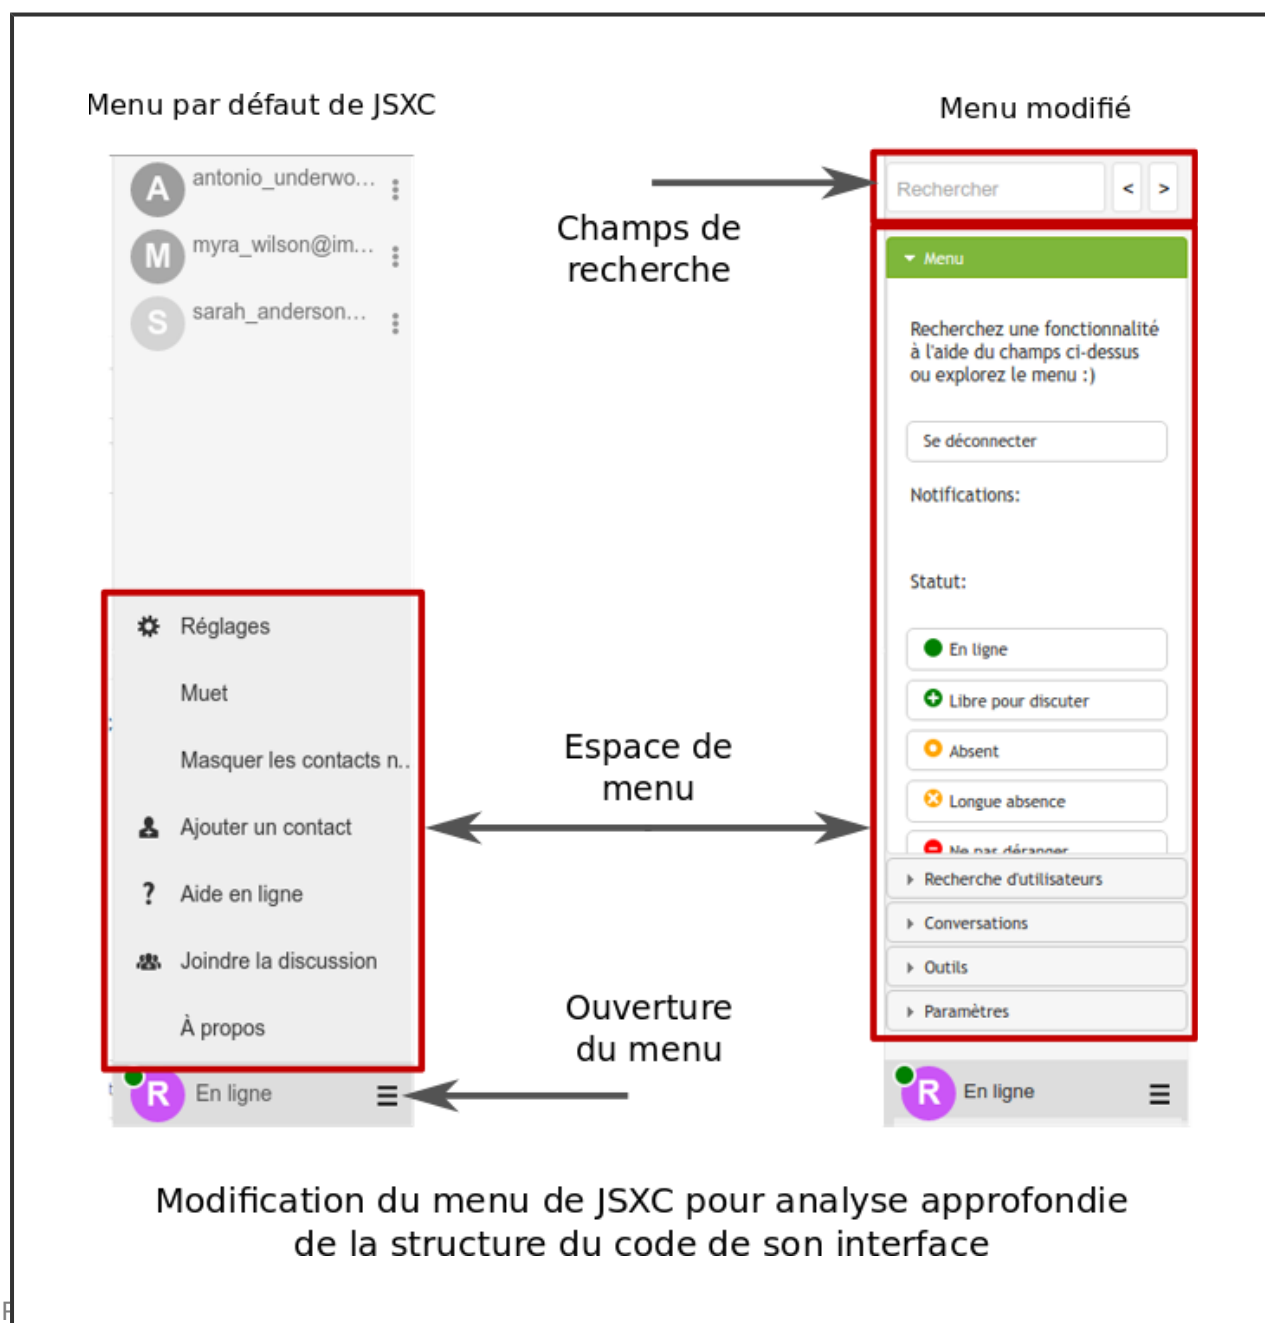 Menu par défaut de JSXC
Menu modifié
A
antonio_underwo...
M
myra_wilson@im...
S
sarah_anderson...
Réglages
Muet
Masquer les contacts n..
Ajouter un contact
? Aide en ligne
Joindre la discussion
À propos
R En ligne
Champs de
recherche
Espace de
menu
Ouverture
du menu
Rechercher < >
Menu
Recherchez une fonctionnalité
à l'aide du champs ci-dessus
ou explorez le menu :)
Se déconnecter
Notifications:
Statut:
En ligne
Libre pour discuter
Absent
Longue absence
Ne pas déranger
Recherche d'utilisateurs
Conversations
Outils
Paramètres
R En ligne
Modification du menu de JSXC pour analyse approfondie
de la structure du code de son interface